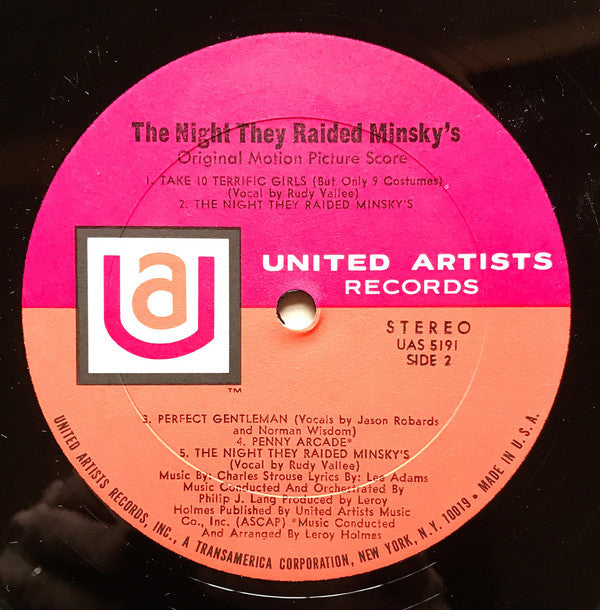 The Night They Raided Minsky's
Original Motion Picture Score
1. TAKE 10 TERRIFIC GIRLS (But Only 9 Costumes)
(Vocal by Rudy Vallee)
2. THE NIGHT THEY RAIDED MINSKY'S
ua
UNITED ARTISTS
RECORDS
STEREO
UAS 5191
SIDE 2
TM
3. PERFECT GENTLEMAN (Vocals by Jason Robards
and Norman Wisdom)
4. PENNY ARCADE*
5. THE NIGHT THEY RAIDED MINSKY'S
(Vocal by Rudy Vallee)
Music By: Charles Strouse Lyrics By: Lee Adams
Music Conducted And Orchestrated By
Philip J. Lang Produced by Leroy
Holmes Published By United Artists Music
Co., Inc. (ASCAP) *Music Conducted
And Arranged By Leroy Holmes
UNITED ARTISTS RECORDS, INC., A TRANSAMERICA CORPORATION, NEW YORK, N.Y. 10019 • MADE IN U.S.A.